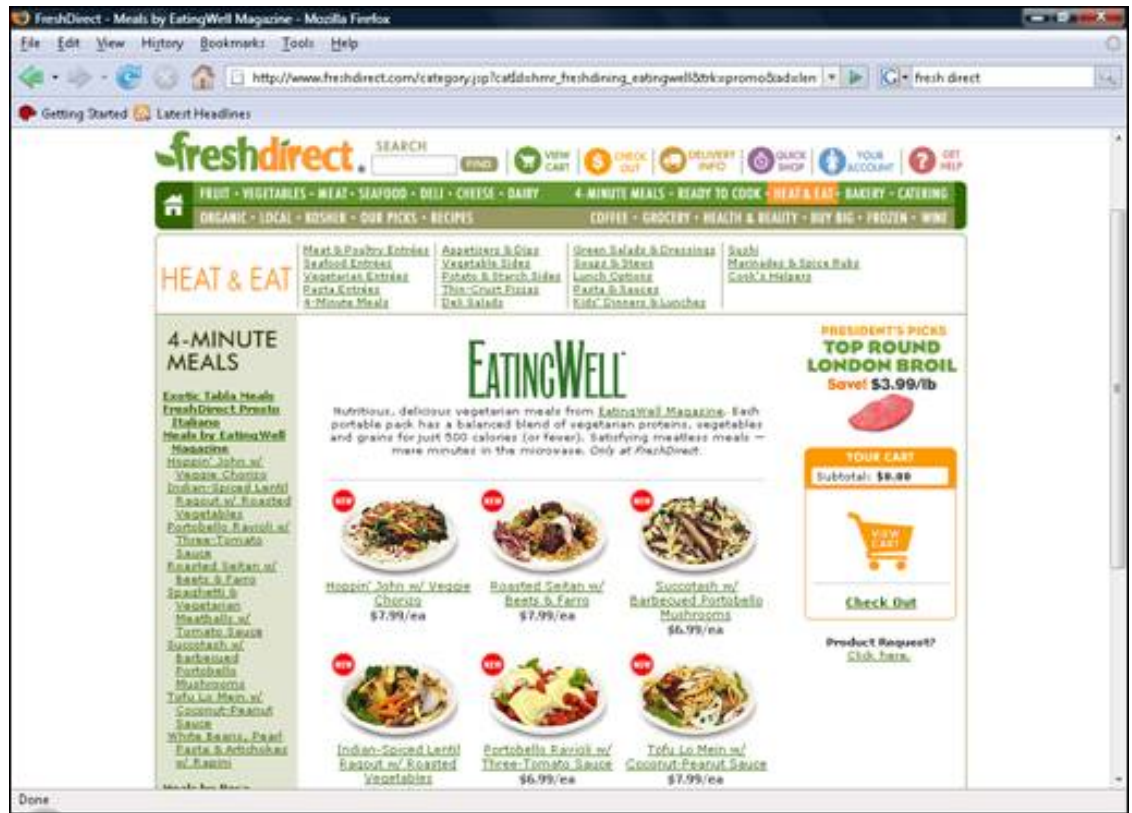 FreshDirect - Meals by EatingWell Magazine - Mozilla Firefox
File Edit View History Bookmarks Tools Help
http://www.freshdirect.com/category.jsp?catId=hmr_freshdining_eatingwell&trk=promo&ad=len
fresh direct
Getting Started Latest Headlines
freshdirect.
SEARCH
FIND
VIEW CART
CHECK OUT
DELIVERY INFO
QUICK SHOP
YOUR ACCOUNT
GET HELP
FRUIT • VEGETABLES • MEAT • SEAFOOD • DELI • CHEESE • DAIRY 4-MINUTE MEALS • READY TO COOK • HEAT & EAT • BAKERY • CATERING
ORGANIC • LOCAL • KOSHER • OUR PICKS • RECIPES COFFEE • GROCERY • HEALTH & BEAUTY • BUY BIG • FROZEN • WINE
HEAT & EAT
Meat & Poultry Entrées
Seafood Entrées
Vegetarian Entrées
Pasta Entrées
4-Minute Meals
Appetizers & Dips
Vegetable Sides
Potato & Starch Sides
Thin-Crust Pizzas
Deli Salads
Green Salads & Dressings
Soups & Stews
Lunch Options
Pasta & Sauces
Kids' Dinners & Lunches
Sushi
Marinades & Spice Rubs
Cook's Helpers
4-MINUTE
MEALS
Exotic Tabla Meals
FreshDirect Presto
Italiano
Meals by EatingWell
Magazine
Hoppin' John w/
Veggie Chorizo
Indian-Spiced Lentil
Ragout w/ Roasted
Vegetables
Portobello Ravioli w/
Three-Tomato
Sauce
Roasted Seitan w/
Beets & Farro
Spaghetti &
Vegetarian
Meatballs w/
Tomato Sauce
Succotash w/
Barbecued
Portobello
Mushrooms
Tofu Lo Mein w/
Coconut-Peanut
Sauce
White Beans, Pearl
Pasta & Artichokes
w/ Rapini
EATINGWELL
Nutritious, delicious vegetarian meals from EatingWell Magazine. Each
portable pack has a balanced blend of vegetarian proteins, vegetables
and grains for just 500 calories (or fewer). Satisfying meatless meals —
mere minutes in the microwave. Only at FreshDirect.
NEW
NEW
NEW
Hoppin' John w/ Veggie
Chorizo
$7.99/ea
Roasted Seitan w/
Beets & Farro
$7.99/ea
Succotash w/
Barbecued Portobello
Mushrooms
$6.99/ea
NEW
NEW
NEW
Indian-Spiced Lentil
Ragout w/ Roasted
Vegetables
Portobello Ravioli w/
Three-Tomato Sauce
$6.99/ea
Tofu Lo Mein w/
Coconut-Peanut Sauce
$7.99/ea
PRESIDENT'S PICKS
TOP ROUND
LONDON BROIL
Save! $3.99/lb
YOUR CART
Subtotal: $0.00
VIEW
CART
Check Out
Product Request?
Click here.
Done